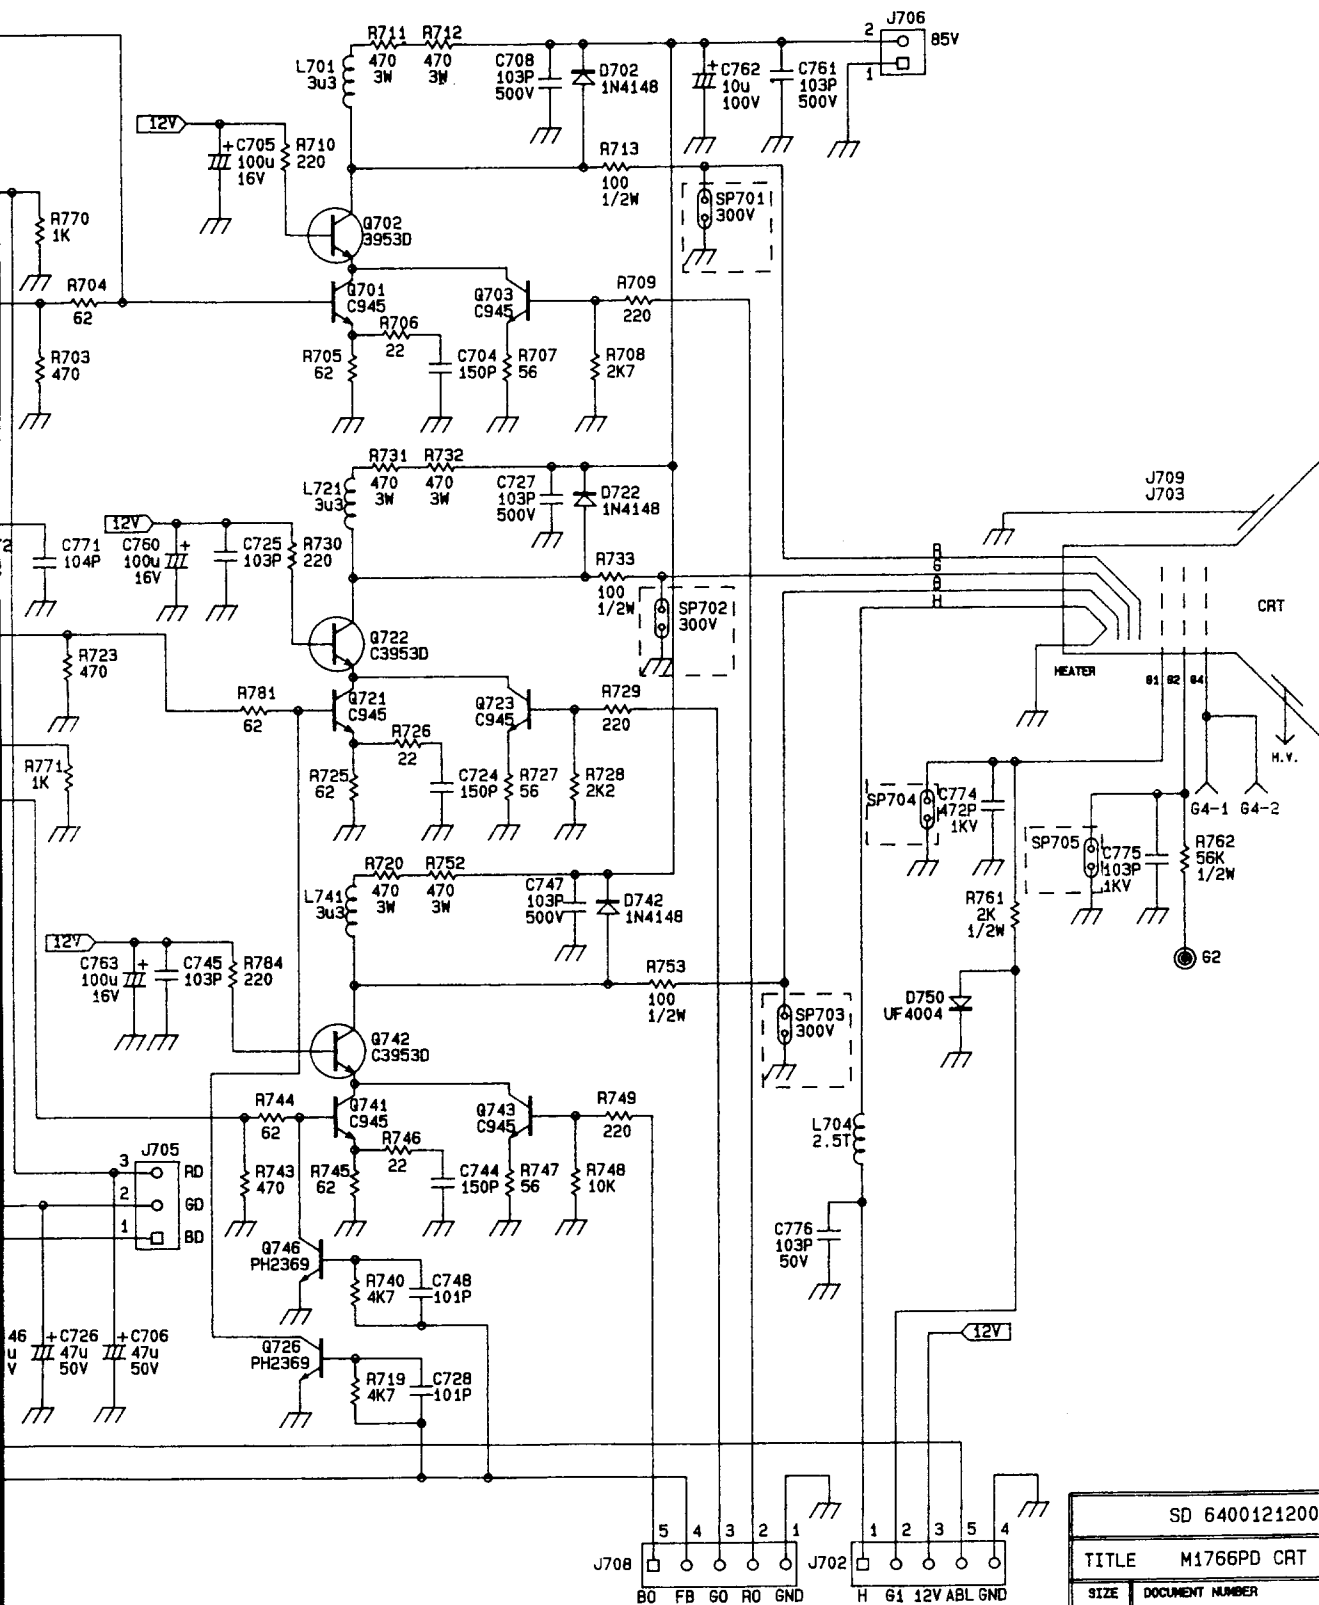 J706
2
85V
1
R711
470
3W
R712
470
3W
L701
3u3
C708
103P
500V
D702
1N4148
C762
10u
100V
C761
103P
500V
12V
C705
100u
16V
R710
220
R713
100
1/2W
SP701
300V
Q702
3953D
R770
1K
R704
62
R703
470
Q701
C945
R706
22
R705
62
C704
150P
Q703
C945
R707
56
R709
220
R708
2K7
R731
470
3W
R732
470
3W
L721
3u3
C727
103P
500V
D722
1N4148
12V
C771
104P
C760
100u
16V
C725
103P
R730
220
R733
100
1/2W
SP702
300V
Q722
C3953D
R723
470
R781
62
Q721
C945
R726
22
R725
62
C724
150P
Q723
C945
R727
56
R729
220
R728
2K2
R771
1K
J709
J703
R
G
B
H
CRT
HEATER
G1
G2
G4
H.V.
G4-1
G4-2
SP704
C774
472P
1KV
SP705
C775
103P
1KV
R762
56K
1/2W
R761
2K
1/2W
G2
D750
UF4004
R720
470
3W
R752
470
3W
L741
3u3
C747
103P
500V
D742
1N4148
12V
C763
100u
16V
C745
103P
R784
220
R753
100
1/2W
SP703
300V
Q742
C3953D
R744
62
Q741
C945
R746
22
R743
470
R745
62
C744
150P
Q743
C945
R747
56
R749
220
R748
10K
J705
3
RD
2
GD
1
BD
L704
2.5T
C776
103P
50V
Q746
PH2369
R740
4K7
C748
101P
Q726
PH2369
R719
4K7
C728
101P
46
u
V
C726
47u
50V
C706
47u
50V
12V
J708
5 4 3 2 1
BO FB GO RO GND
J702
1 2 3 5 4
H G1 12V ABL GND
SD 6400121200
TITLE M1766PD CRT
SIZE DOCUMENT NUMBER